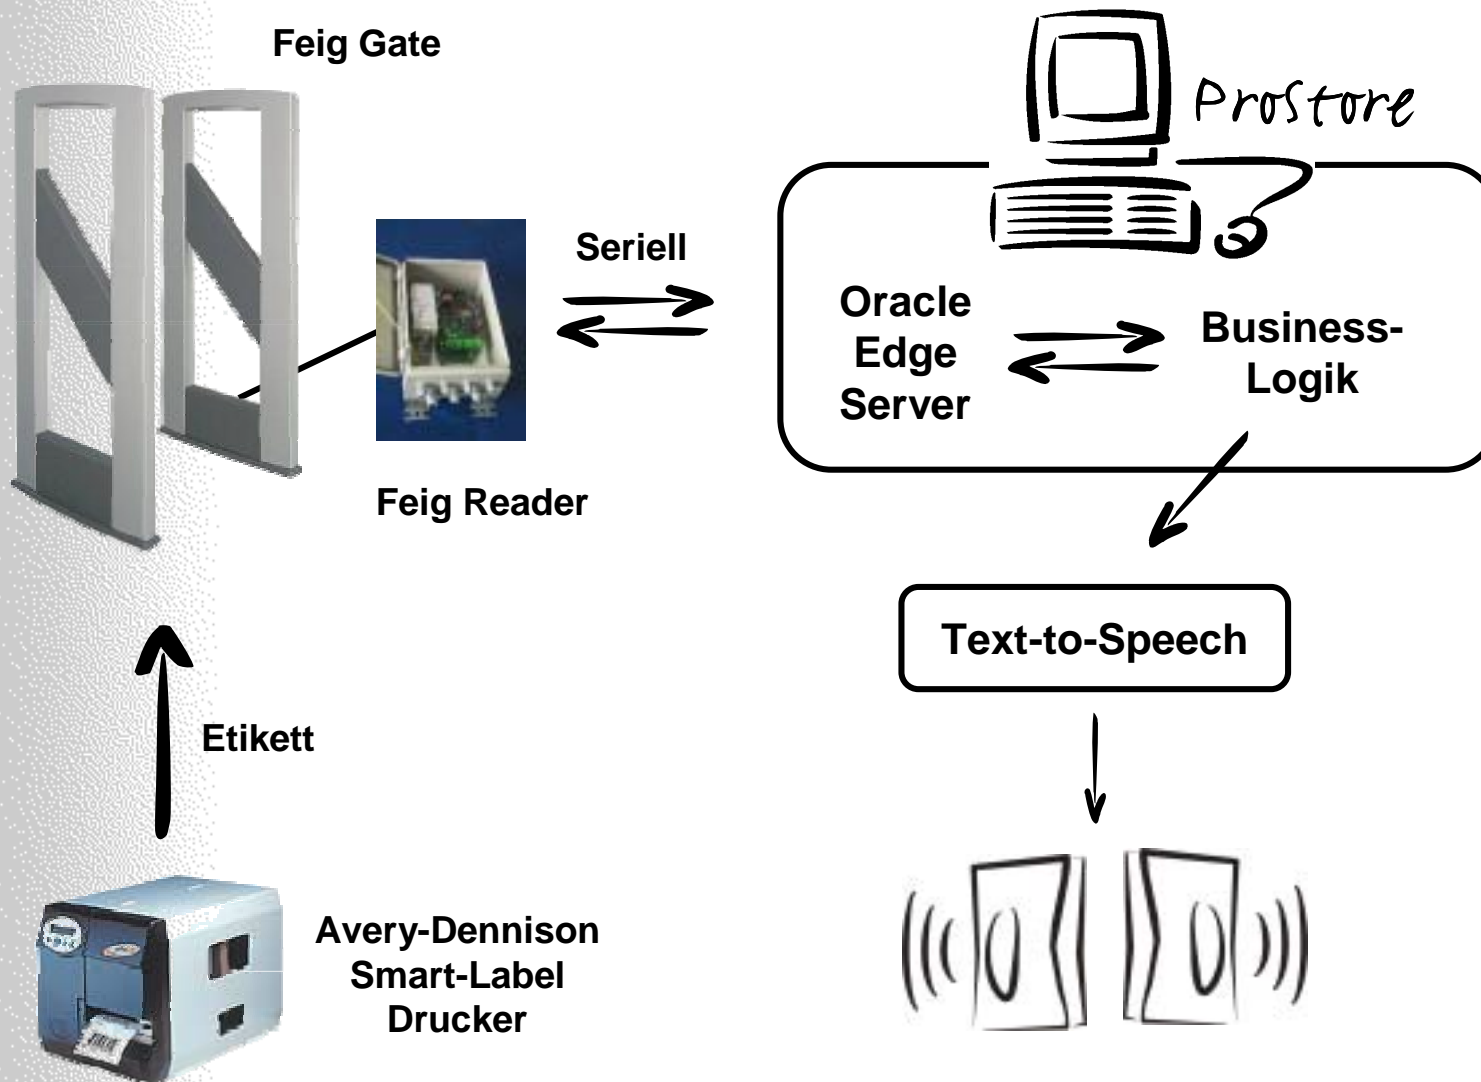 Feig Gate
ProStore
Seriell
Oracle
Edge
Server
Business-
Logik
Feig Reader
Text-to-Speech
Etikett
Avery-Dennison
Smart-Label
Drucker